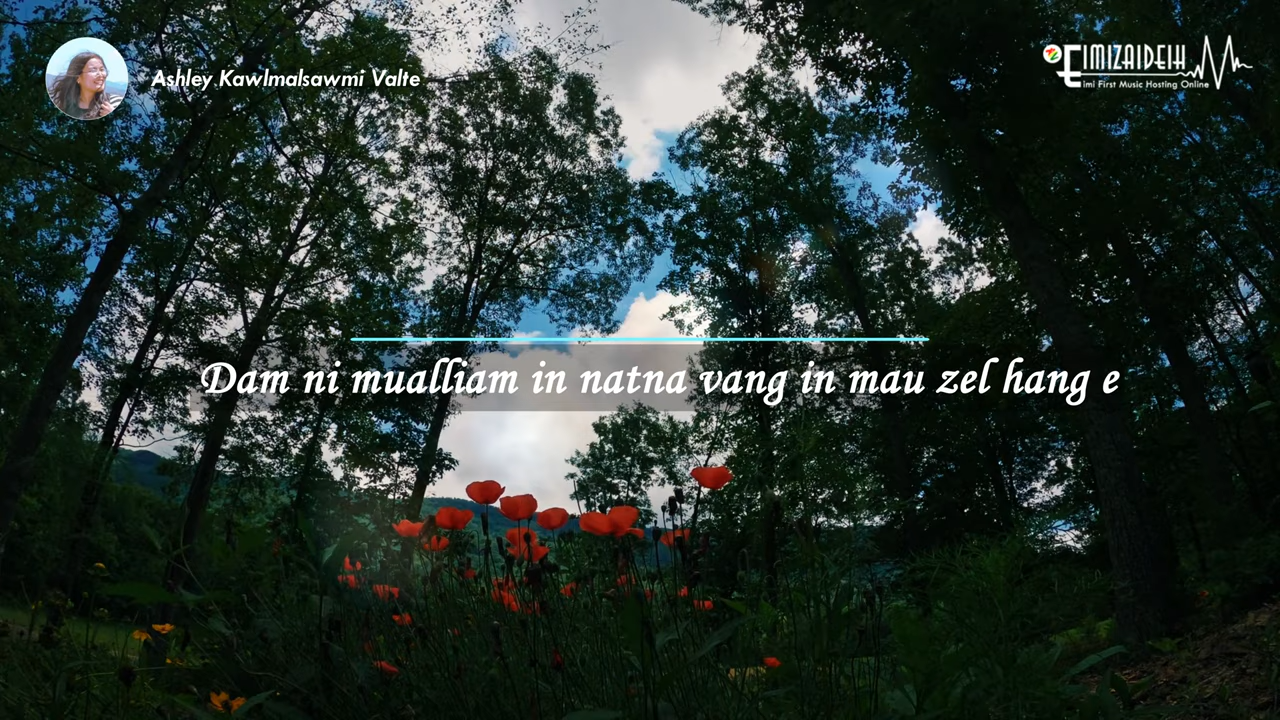 Ashley Kawlmalsawmi Valte
EIMIZAIDEIH
Eimi First Music Hosting Online
Dam ni mualliam in natna vang in mau zel hang e